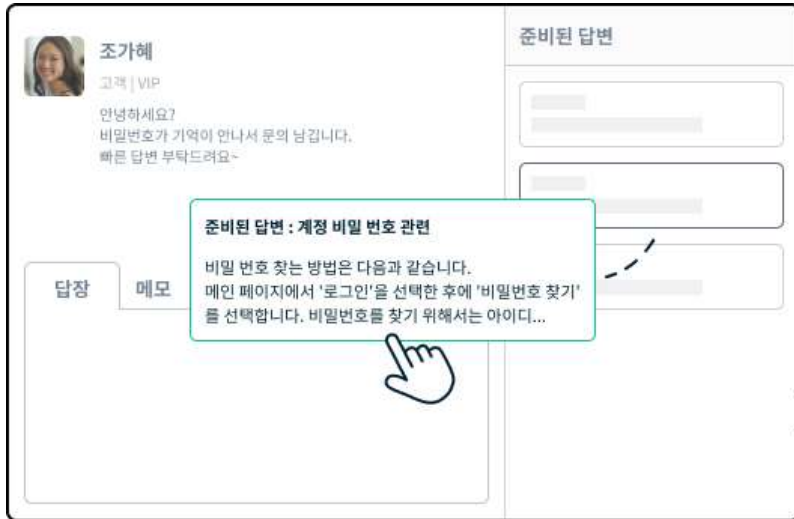 조가혜
고객 | VIP
안녕하세요?
비밀번호가 기억이 안나서 문의 남깁니다.
빠른 답변 부탁드려요~
답장
메모
준비된 답변 : 계정 비밀 번호 관련
비밀 번호 찾는 방법은 다음과 같습니다.
메인 페이지에서 '로그인'을 선택한 후에 '비밀번호 찾기'
를 선택합니다. 비밀번호를 찾기 위해서는 아이디...
준비된 답변